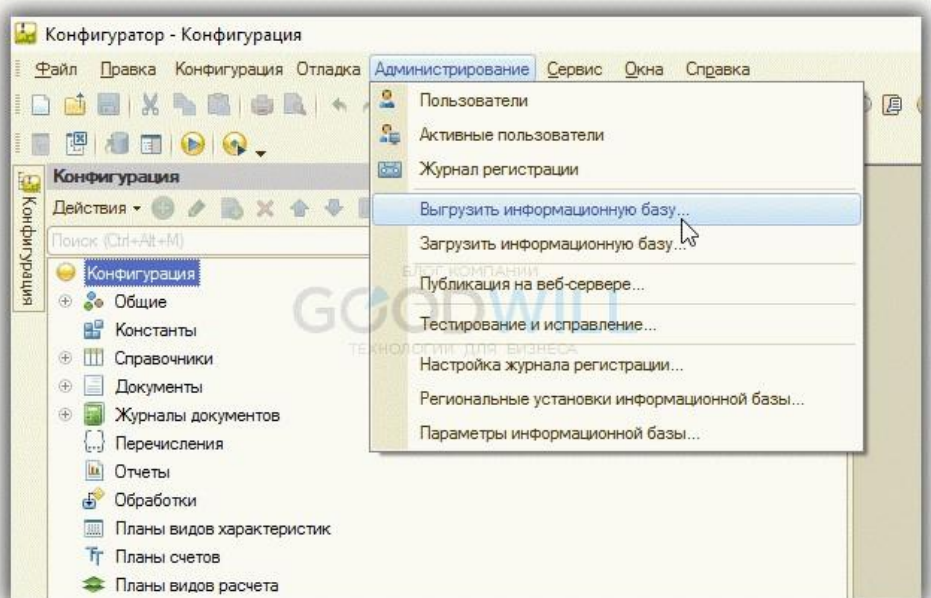 Конфигуратор - Конфигурация
Файл Правка Конфигурация Отладка Администрирование Сервис Окна Справка
Пользователи
Активные пользователи
Журнал регистрации
Выгрузить информационную базу...
Загрузить информационную базу...
Публикация на веб-сервере...
Тестирование и исправление...
Настройка журнала регистрации...
Региональные установки информационной базы...
Параметры информационной базы...
Конфигурация
Конфигурация
Действия
Поиск (Ctrl+Alt+M)
Конфигурация
Общие
Константы
Справочники
Документы
Журналы документов
Перечисления
Отчеты
Обработки
Планы видов характеристик
Планы счетов
Планы видов расчета
БЛОГ КОМПАНИИ
GOODWILL
ТЕХНОЛОГИИ ДЛЯ БИЗНЕСА